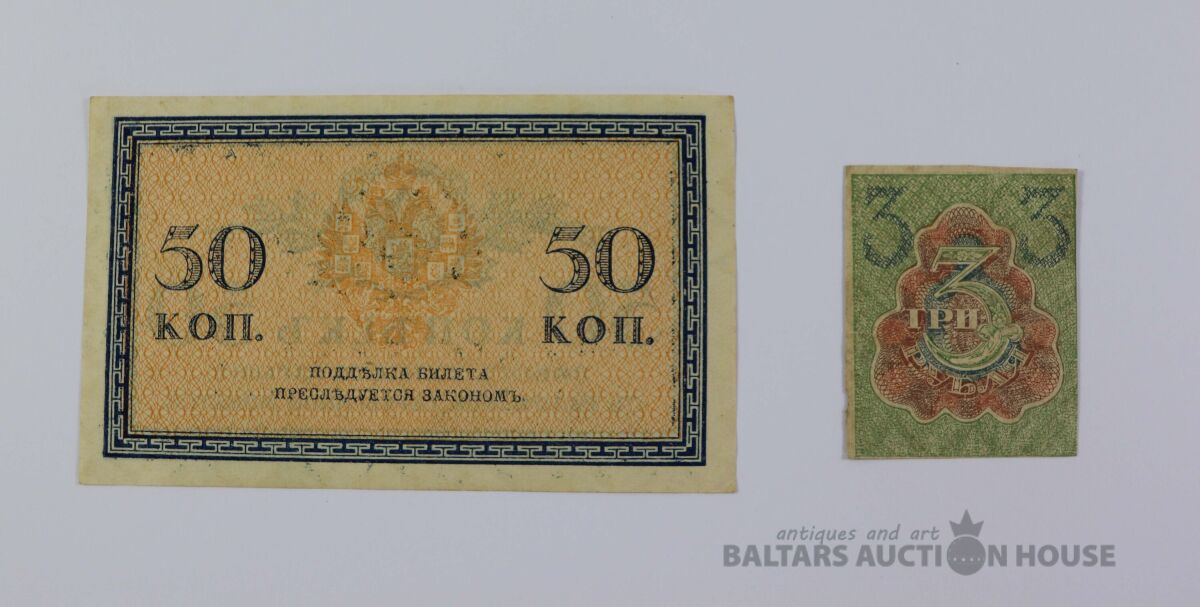 50 50
КОП. КОП.
ПОДДѢЛКА БИЛЕТА
ПРЕСЛѢДУЕТСЯ ЗАКОНОМЪ.
3 3
3
ТРИ
РУБЛЯ
antiques and art
BALTARS AUCTION HOUSE